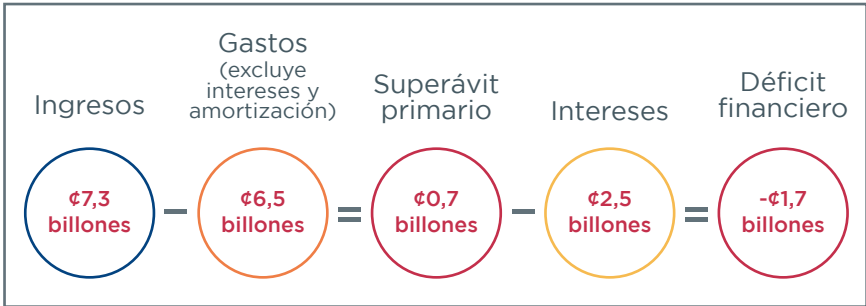 Ingresos
Gastos
(excluye
intereses y
amortización)
Superávit
primario
Intereses
Déficit
financiero
¢7,3
billones
−
¢6,5
billones
=
¢0,7
billones
−
¢2,5
billones
=
-¢1,7
billones